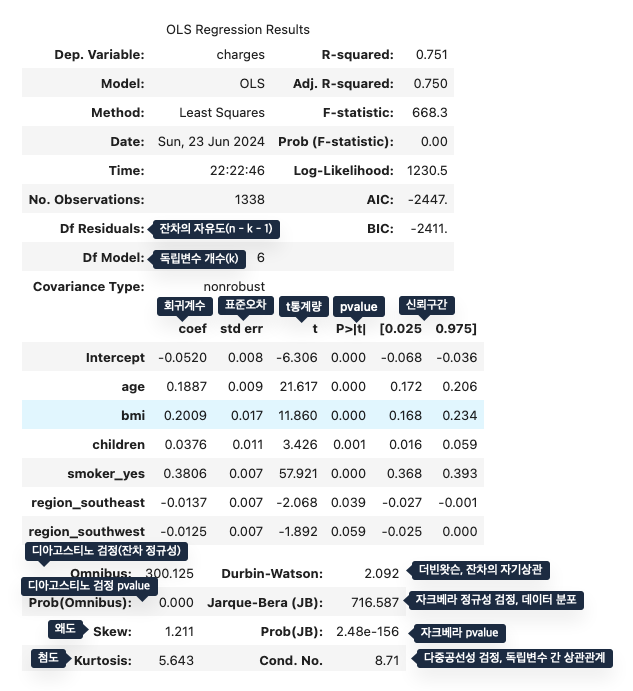 OLS Regression Results
Dep. Variable: charges R-squared: 0.751
Model: OLS Adj. R-squared: 0.750
Method: Least Squares F-statistic: 668.3
Date: Sun, 23 Jun 2024 Prob (F-statistic): 0.00
Time: 22:22:46 Log-Likelihood: 1230.5
No. Observations: 1338 AIC: -2447.
Df Residuals: 잔차의 자유도(n - k - 1) BIC: -2411.
Df Model: 독립변수 개수(k) 6
Covariance Type: nonrobust
회귀계수 표준오차 t통계량 pvalue 신뢰구간
coef std err t P>|t| [0.025 0.975]
Intercept -0.0520 0.008 -6.306 0.000 -0.068 -0.036
age 0.1887 0.009 21.617 0.000 0.172 0.206
bmi 0.2009 0.017 11.860 0.000 0.168 0.234
children 0.0376 0.011 3.426 0.001 0.016 0.059
smoker_yes 0.3806 0.007 57.921 0.000 0.368 0.393
region_southeast -0.0137 0.007 -2.068 0.039 -0.027 -0.001
region_southwest -0.0125 0.007 -1.892 0.059 -0.025 0.000
디아고스티노 검정(잔차 정규성)
Omnibus: 300.125 Durbin-Watson: 2.092 더빈왓슨, 잔차의 자기상관
디아고스티노 검정 pvalue
Prob(Omnibus): 0.000 Jarque-Bera (JB): 716.587 자크베라 정규성 검정, 데이터 분포
왜도 Skew: 1.211 Prob(JB): 2.48e-156 자크베라 pvalue
첨도 Kurtosis: 5.643 Cond. No. 8.71 다중공선성 검정, 독립변수 간 상관관계